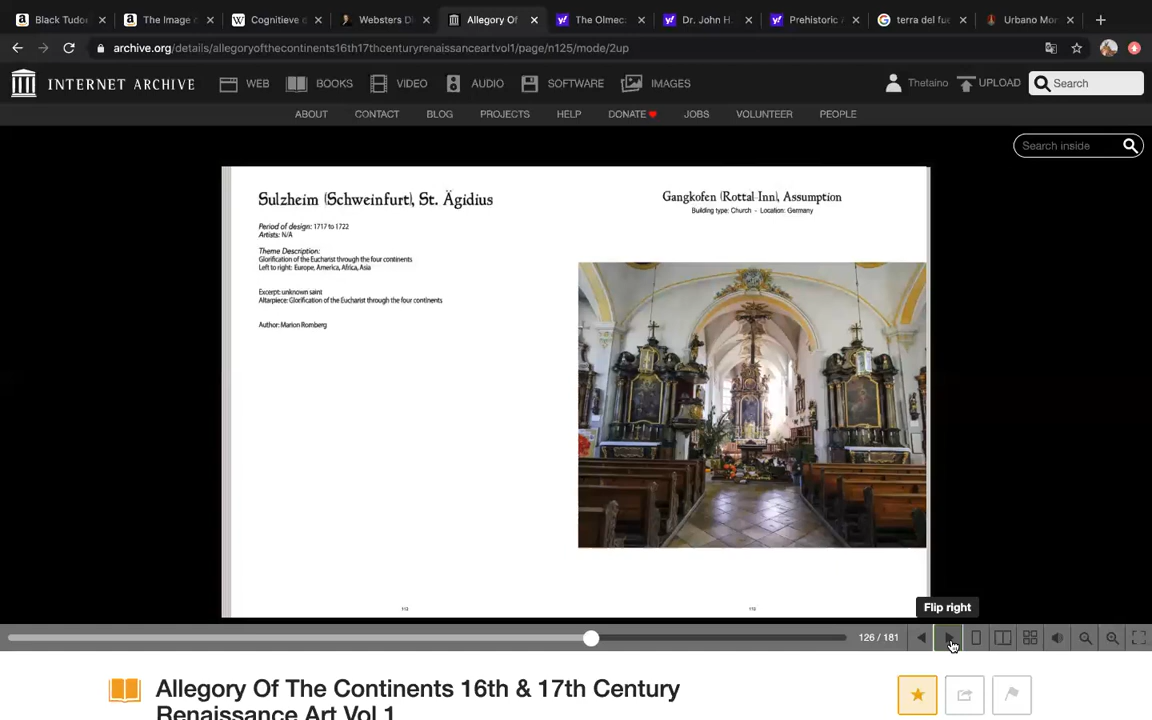 Black Tudo
The Image
Cognitieve d
Websters Di
Allegory Of
The Olmec
Dr. John H.
Prehistoric
terra del fue
Urbano Mon
archive.org/details/allegoryofthecontinents16th17thcenturyrenaissanceartvol1/page/n125/mode/2up
INTERNET ARCHIVE
WEB
BOOKS
VIDEO
AUDIO
SOFTWARE
IMAGES
Thetaino
UPLOAD
Search
ABOUT
CONTACT
BLOG
PROJECTS
HELP
DONATE
JOBS
VOLUNTEER
PEOPLE
Search inside
Sulzheim (Schweinfurt), St. Ägidius
Period of design: 1717 to 1722
Artists: N/A
Theme Description:
Glorification of the Eucharist through the four continents
Left to right: Europe, America, Africa, Asia
Excerpt: unknown saint
Altarpiece: Glorification of the Eucharist through the four continents
Author: Marion Romberg
Gangkofen (Rottal-Inn), Assumption
Building type: Church - Location: Germany
Flip right
126 / 181
Allegory Of The Continents 16th & 17th Century
Renaissance Art Vol 1